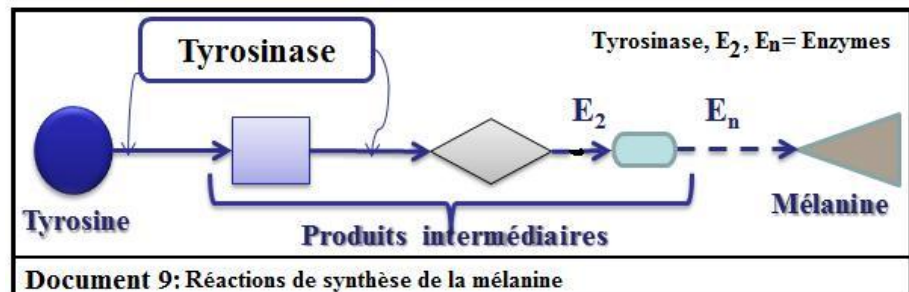 Tyrosinase
Tyrosinase, E2, En= Enzymes
E2
En
Tyrosine
Mélanine
Produits intermédiaires
Document 9: Réactions de synthèse de la mélanine